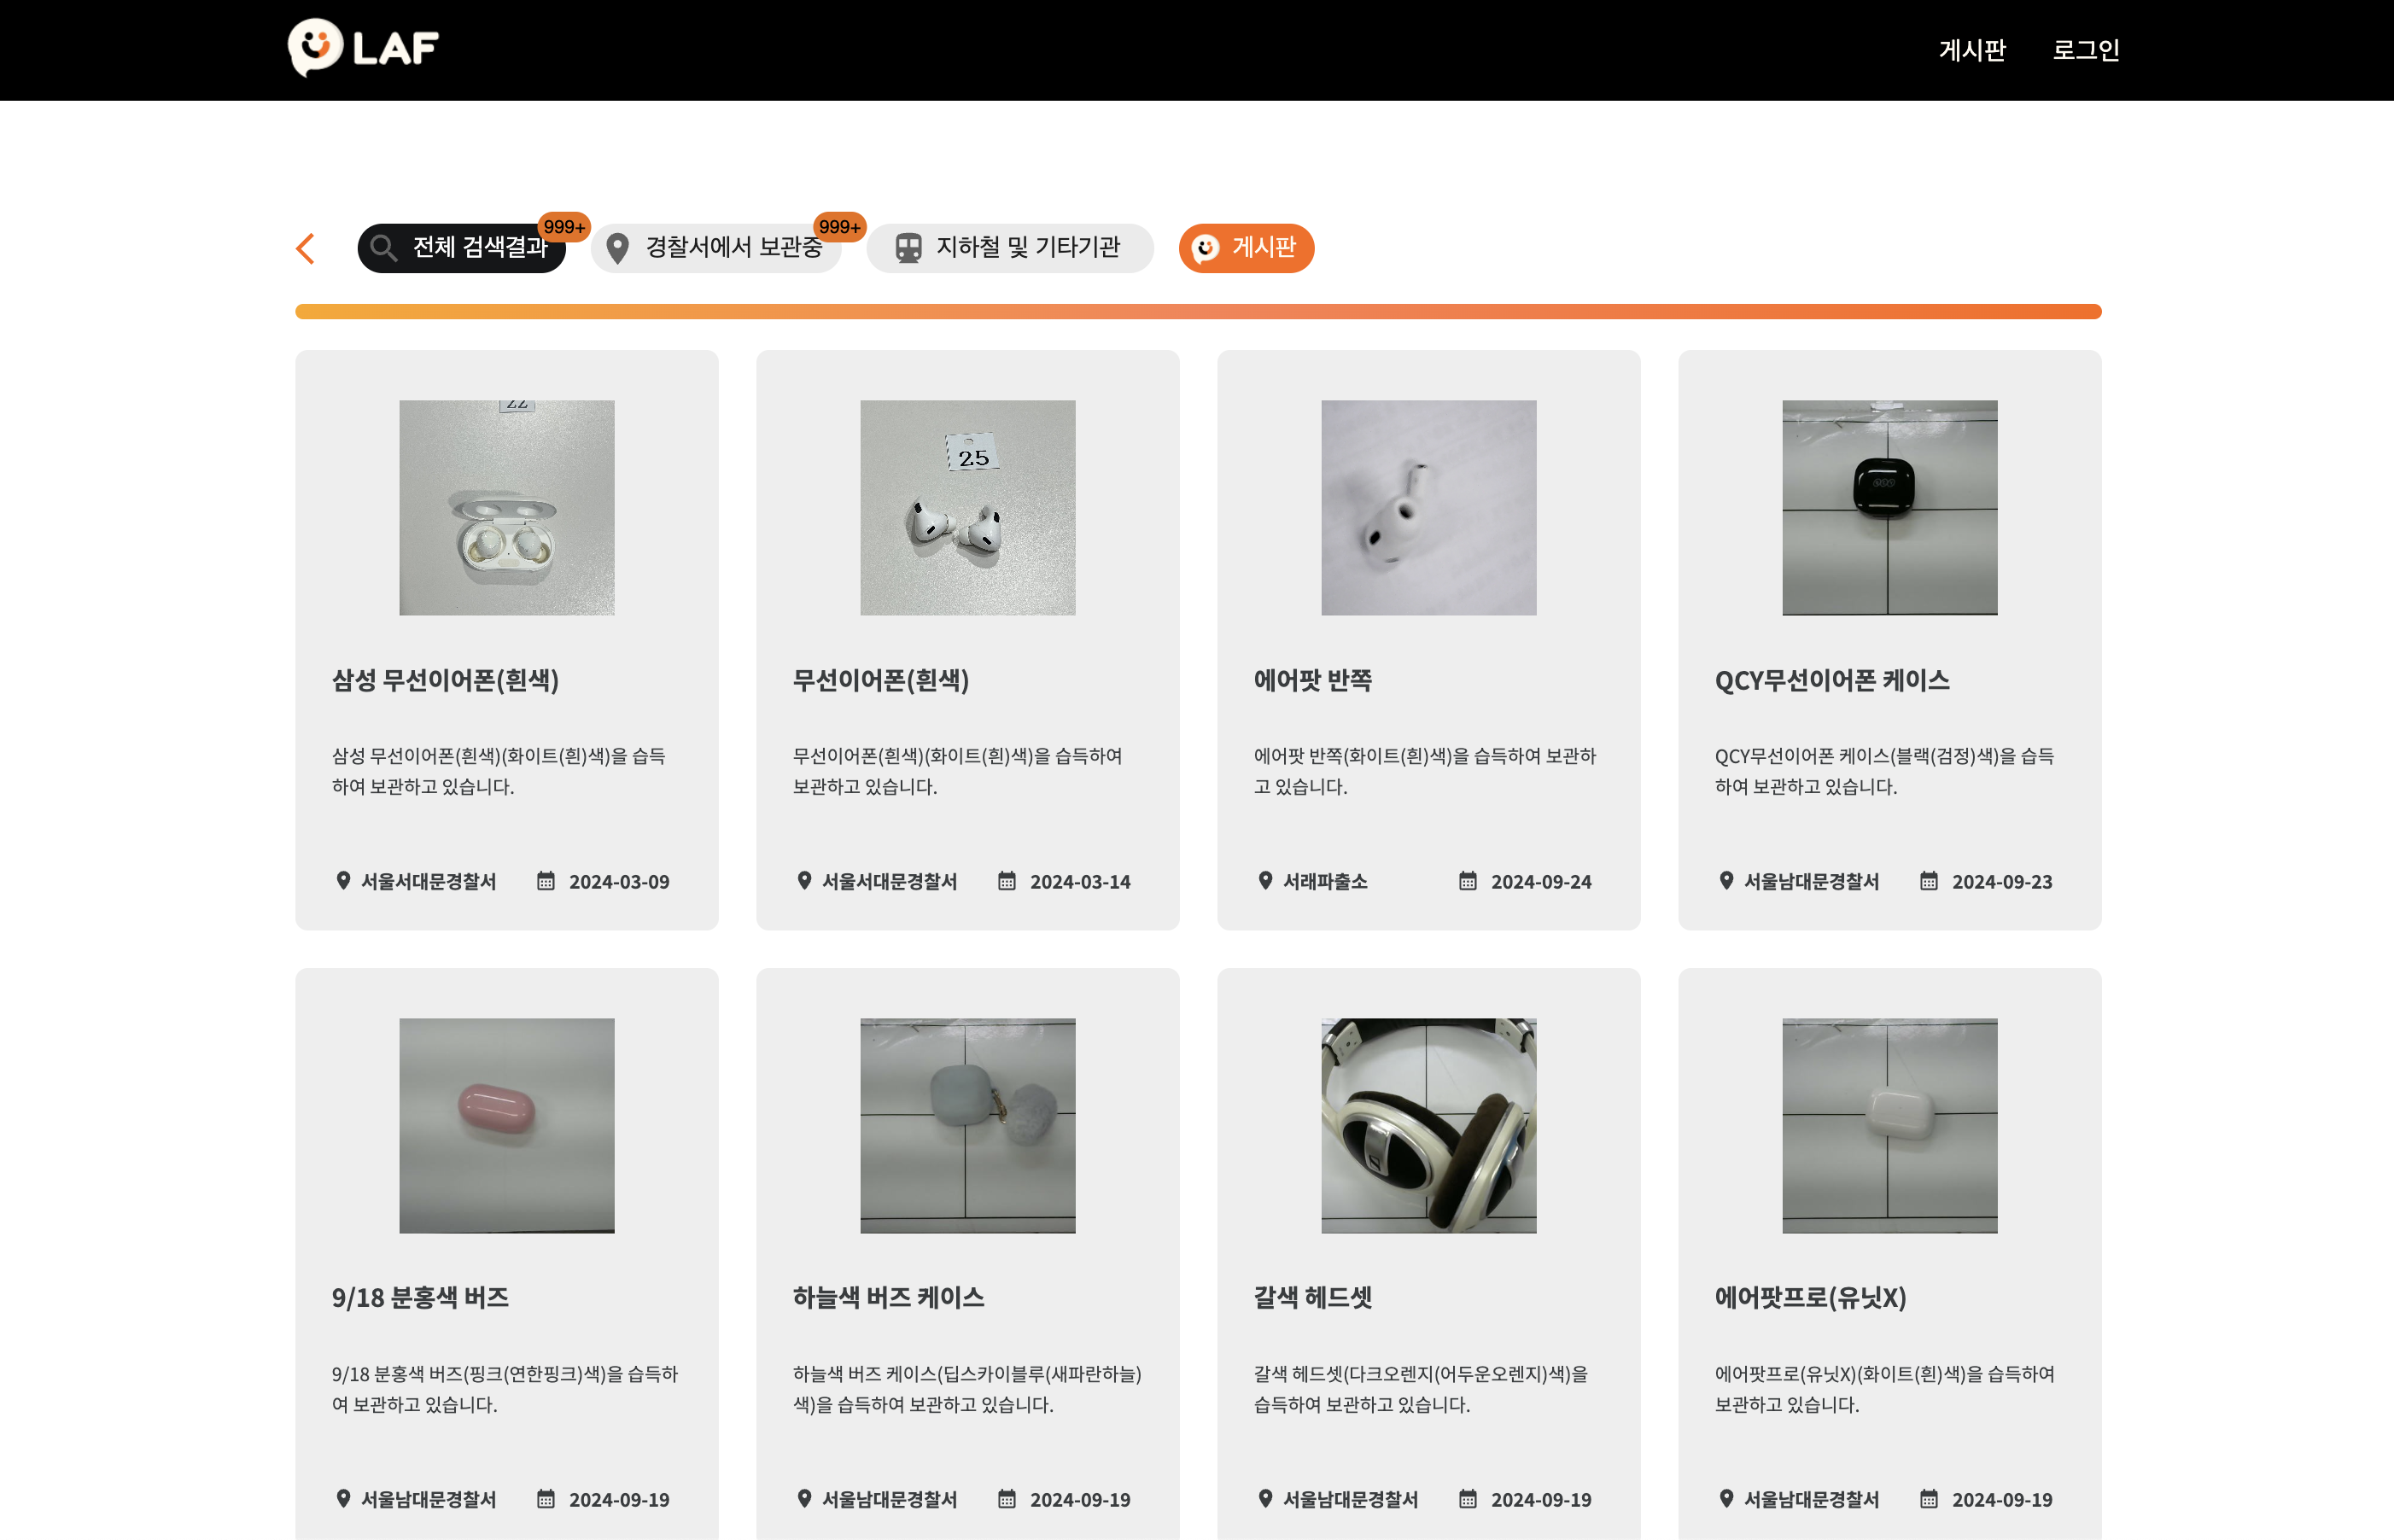 LAF
게시판 로그인
전체 검색결과 999+ 경찰서에서 보관중 999+ 지하철 및 기타기관 게시판
22
25
삼성 무선이어폰(흰색)
삼성 무선이어폰(흰색)(화이트(흰)색)을 습득
하여 보관하고 있습니다.
서울서대문경찰서 2024-03-09
무선이어폰(흰색)
무선이어폰(흰색)(화이트(흰)색)을 습득하여
보관하고 있습니다.
서울서대문경찰서 2024-03-14
에어팟 반쪽
에어팟 반쪽(화이트(흰)색)을 습득하여 보관하
고 있습니다.
서래파출소 2024-09-24
QCY무선이어폰 케이스
QCY무선이어폰 케이스(블랙(검정)색)을 습득
하여 보관하고 있습니다.
서울남대문경찰서 2024-09-23
9/18 분홍색 버즈
9/18 분홍색 버즈(핑크(연한핑크)색)을 습득하
여 보관하고 있습니다.
서울남대문경찰서 2024-09-19
하늘색 버즈 케이스
하늘색 버즈 케이스(딥스카이블루(새파란하늘)
색)을 습득하여 보관하고 있습니다.
서울남대문경찰서 2024-09-19
갈색 헤드셋
갈색 헤드셋(다크오렌지(어두운오렌지)색)을
습득하여 보관하고 있습니다.
서울남대문경찰서 2024-09-19
에어팟프로(유닛X)
에어팟프로(유닛X)(화이트(흰)색)을 습득하여
보관하고 있습니다.
서울남대문경찰서 2024-09-19